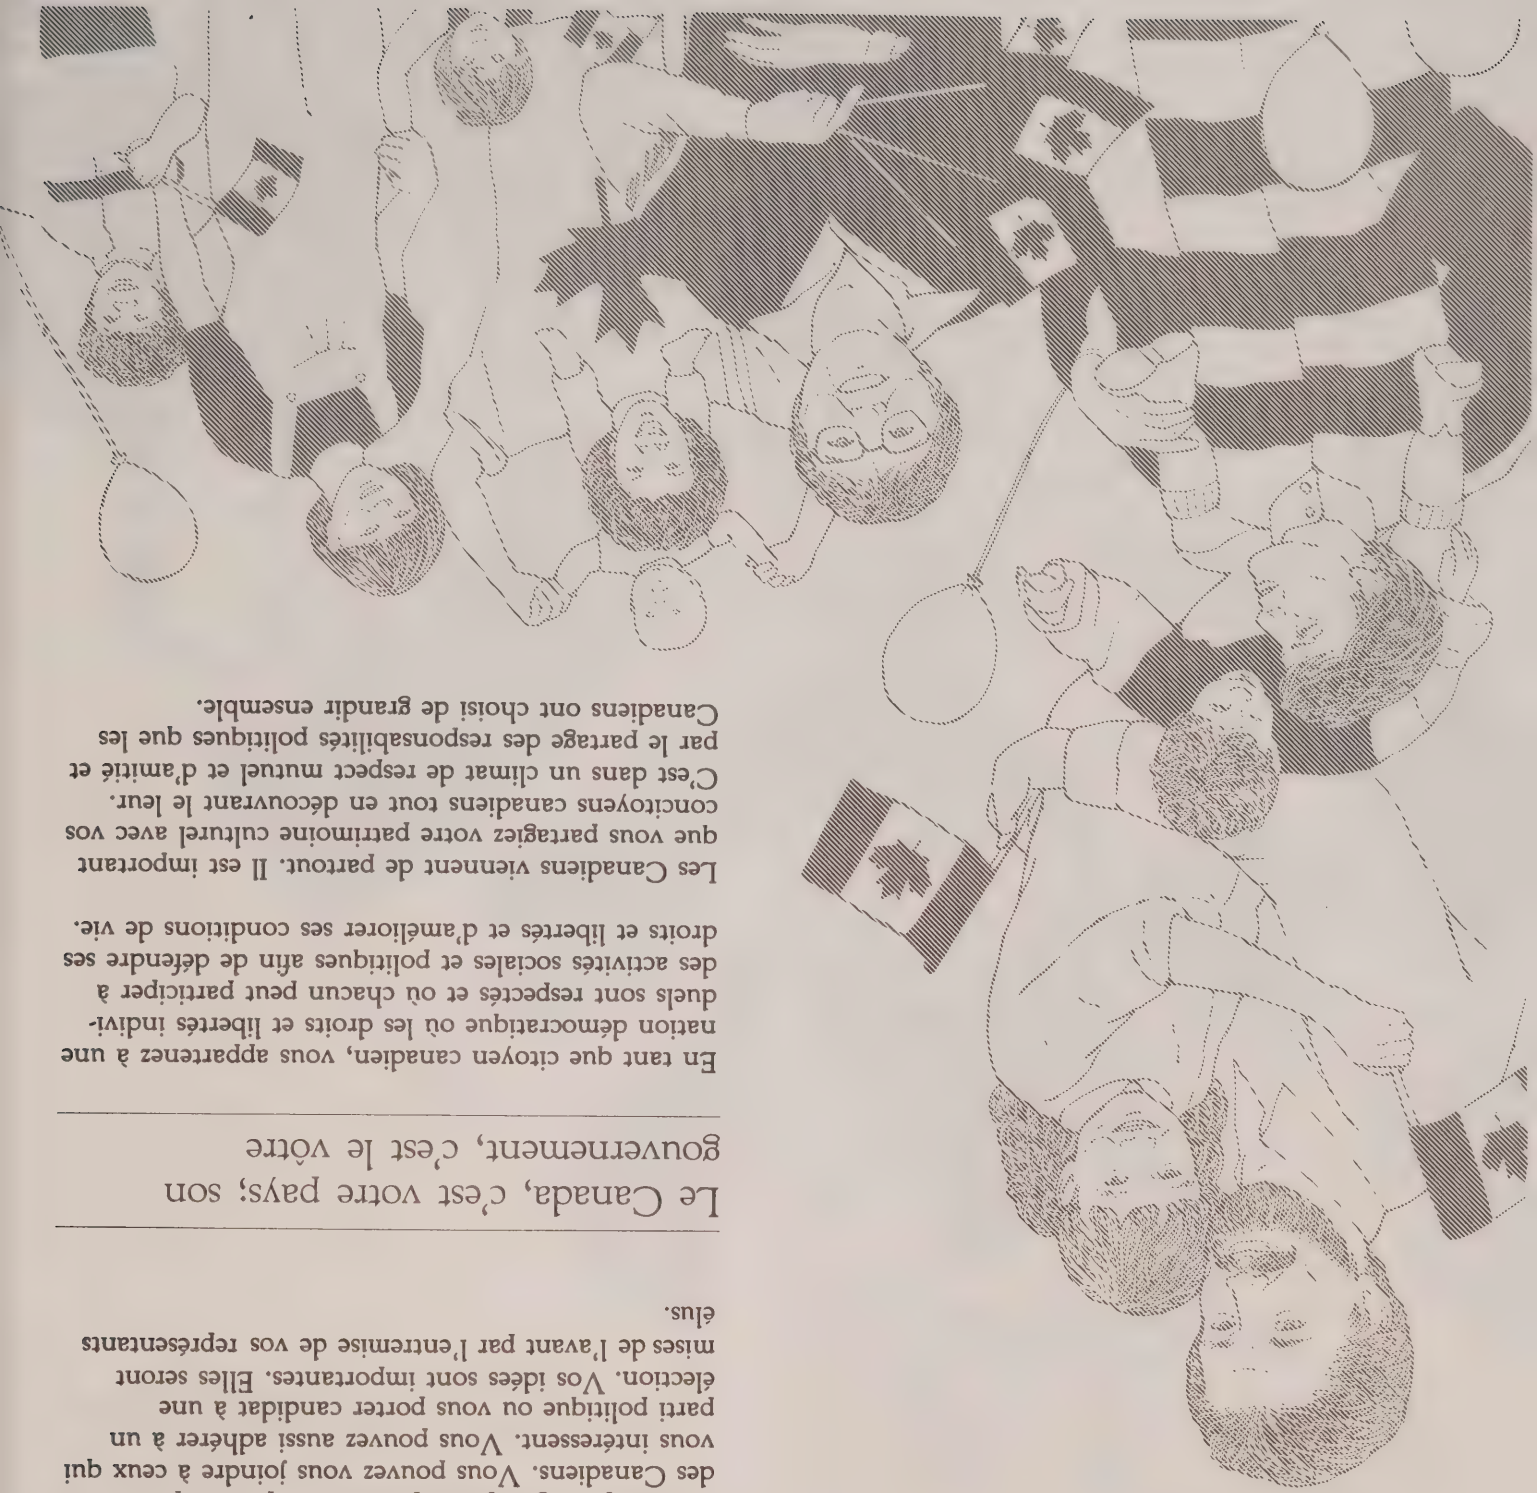 des Canadiens. Vous pouvez vous joindre à ceux qui
vous intéressent. Vous pouvez aussi adhérer à un
parti politique ou vous porter candidat à une
élection. Vos idées sont importantes. Elles seront
mises de l'avant par l'entremise de vos représentants
élus.
Le Canada, c'est votre pays; son
gouvernement, c'est le vôtre
En tant que citoyen canadien, vous appartenez à une
nation démocratique où les droits et libertés indivi-
duels sont respectés et où chacun peut participer à
des activités sociales et politiques afin de défendre ses
droits et libertés et d'améliorer ses conditions de vie.
Les Canadiens viennent de partout. Il est important
que vous partagiez votre patrimoine culturel avec vos
concitoyens canadiens tout en découvrant le leur.
C'est dans un climat de respect mutuel et d'amitié et
par le partage des responsabilités politiques que les
Canadiens ont choisi de grandir ensemble.